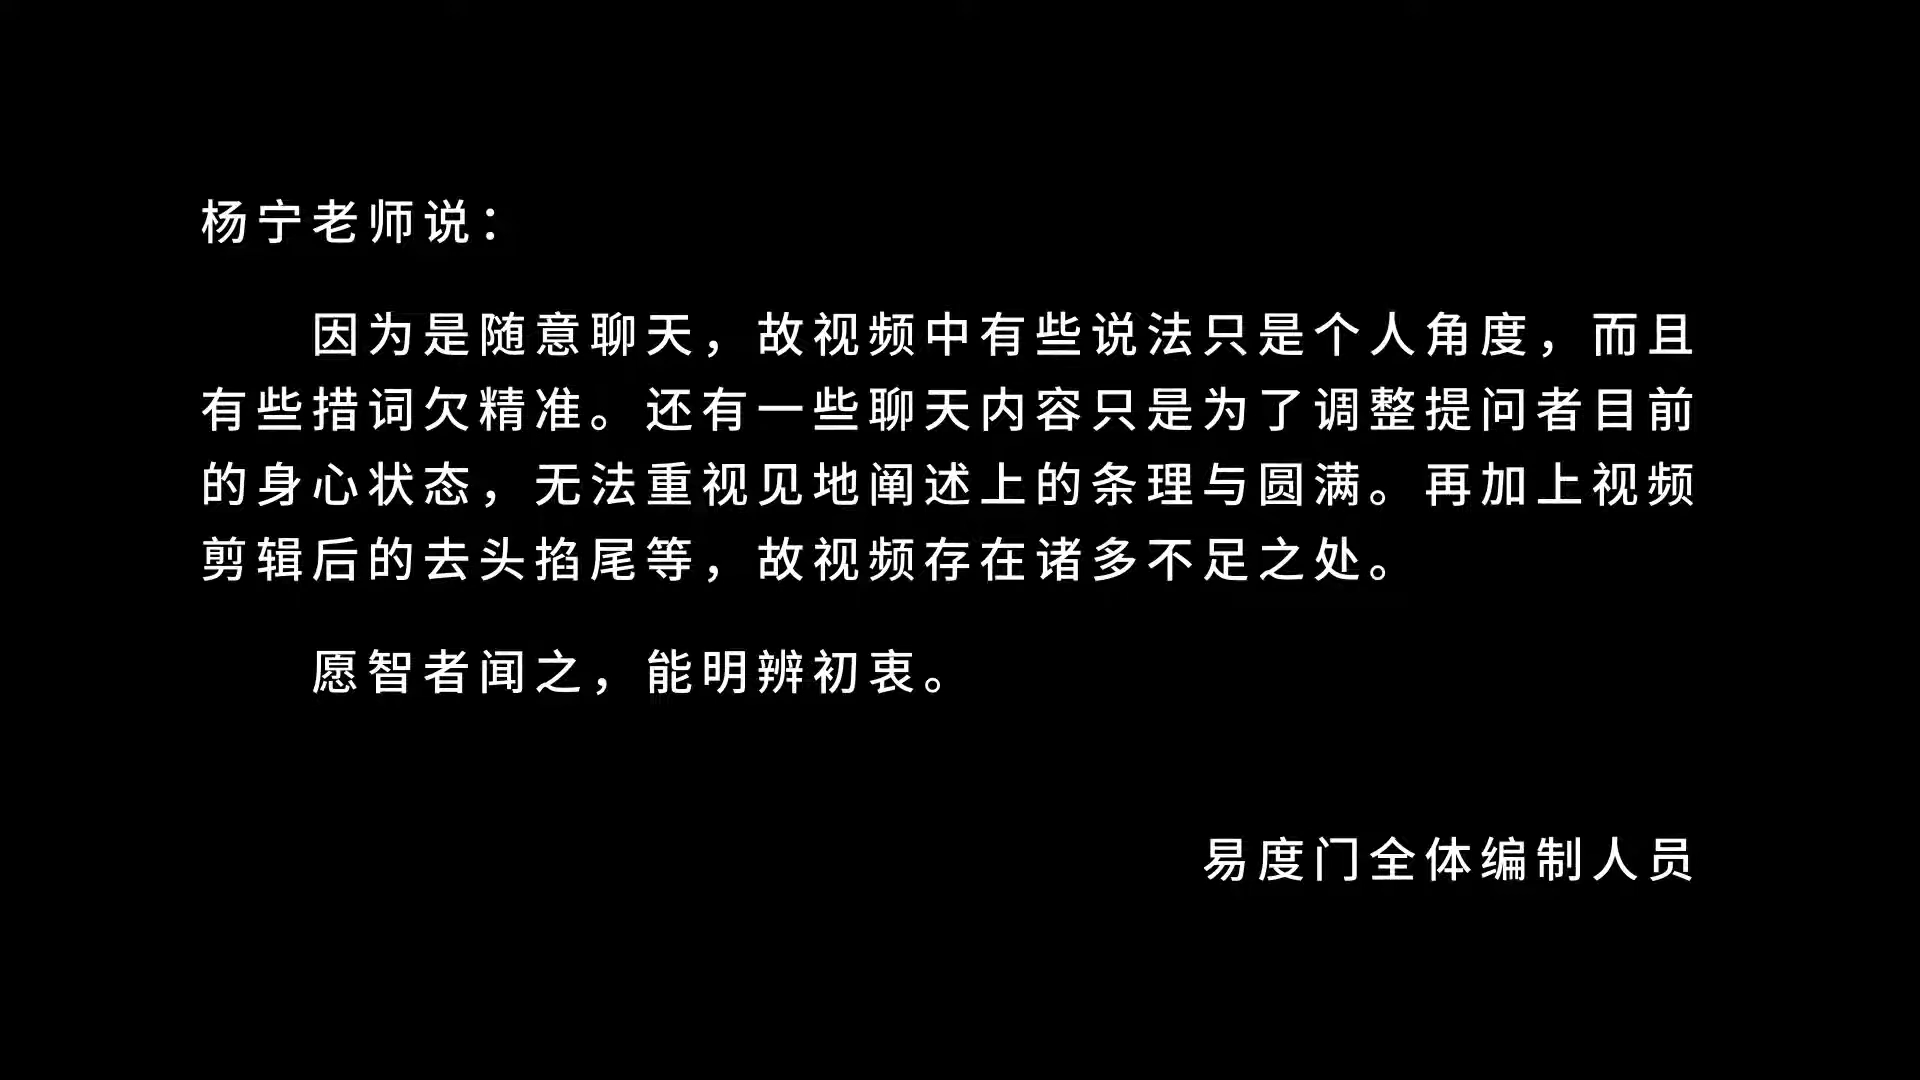 杨宁老师说：
因为是随意聊天，故视频中有些说法只是个人角度，而且
有些措词欠精准。还有一些聊天内容只是为了调整提问者目前
的身心状态，无法重视见地阐述上的条理与圆满。再加上视频
剪辑后的去头掐尾等，故视频存在诸多不足之处。
愿智者闻之，能明辨初衷。
易度门全体编制人员